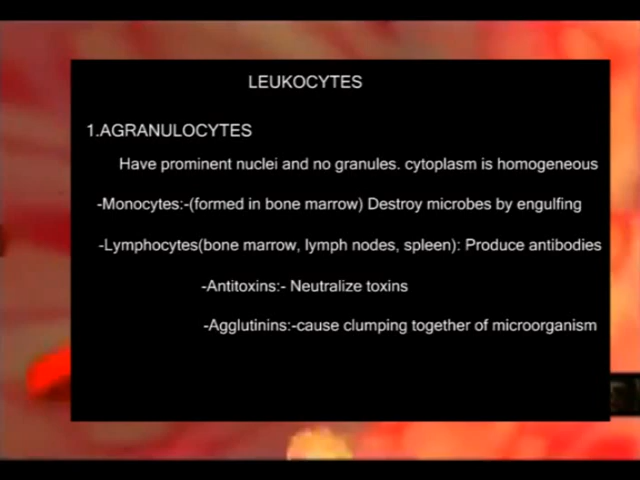 LEUKOCYTES
1.AGRANULOCYTES
Have prominent nuclei and no granules. cytoplasm is homogeneous
-Monocytes:-(formed in bone marrow) Destroy microbes by engulfing
-Lymphocytes(bone marrow, lymph nodes, spleen): Produce antibodies
-Antitoxins:- Neutralize toxins
-Agglutinins:-cause clumping together of microorganism